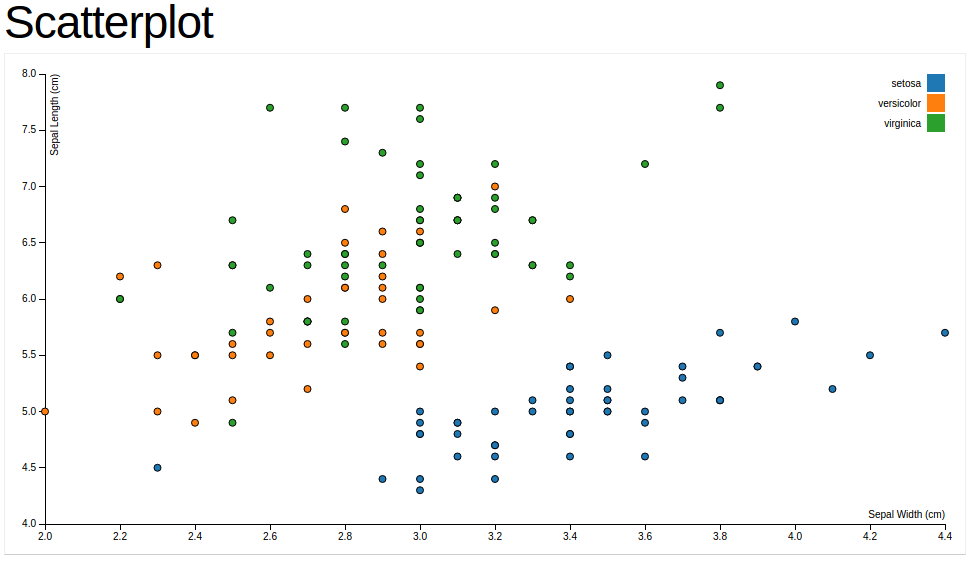 Scatterplot
8.0
7.5
7.0
6.5
6.0
5.5
5.0
4.5
4.0
Sepal Length (cm)
setosa
versicolor
virginica
Sepal Width (cm)
2.0 2.2 2.4 2.6 2.8 3.0 3.2 3.4 3.6 3.8 4.0 4.2 4.4